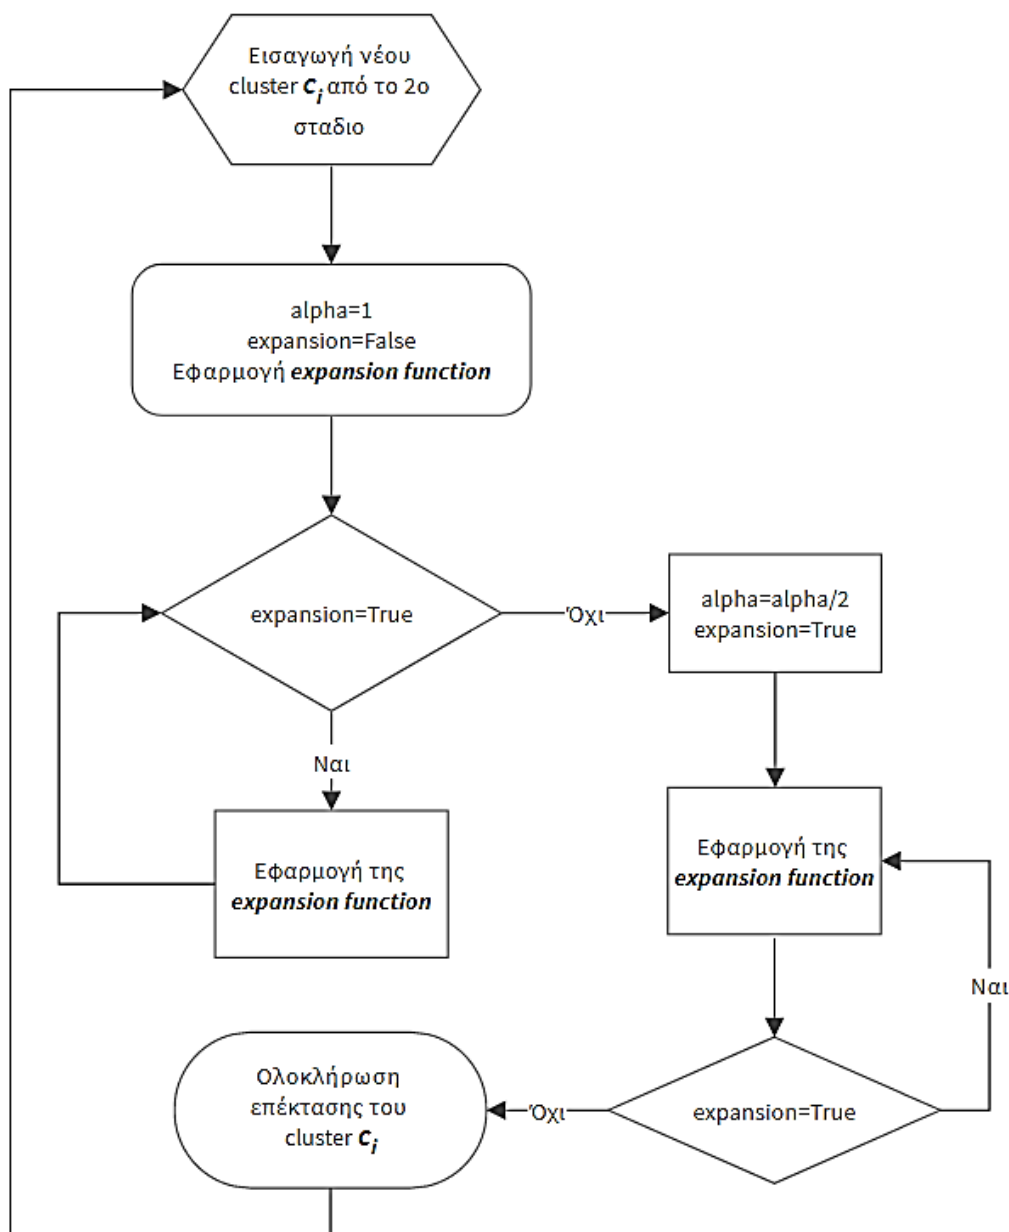 Εισαγωγή νέου
cluster C_i από το 2ο
σταδιο
alpha=1
expansion=False
Εφαρμογή expansion function
expansion=True
Όχι
alpha=alpha/2
expansion=True
Ναι
Εφαρμογή της
expansion function
Εφαρμογή της
expansion function
Ναι
expansion=True
Όχι
Ολοκλήρωση
επέκτασης του
cluster C_i